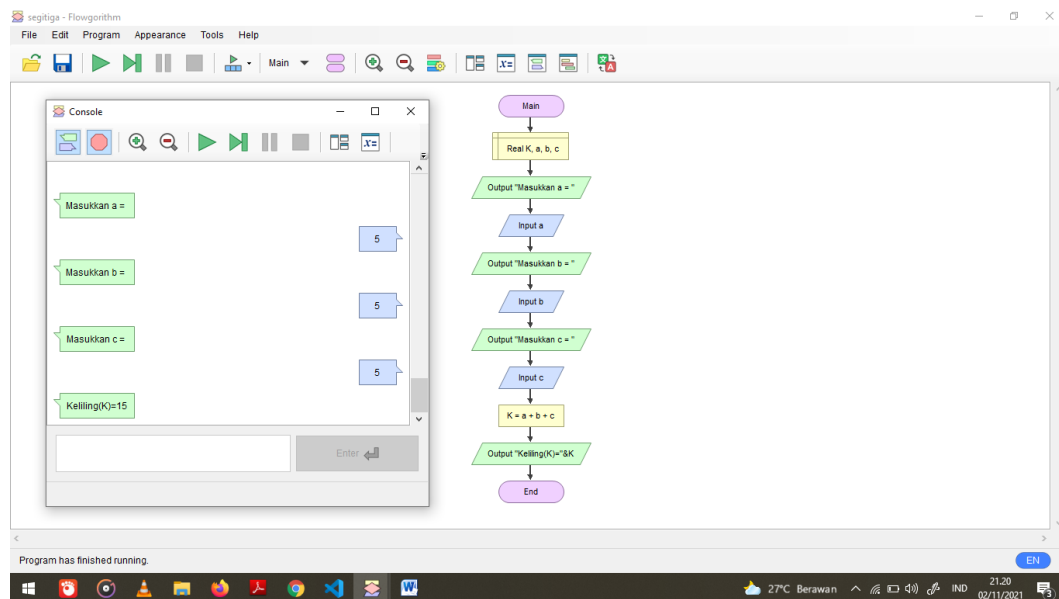 segitiga - Flowgorithm
File Edit Program Appearance Tools Help
Main
x=
Console
x=
Masukkan a =
5
Masukkan b =
5
Masukkan c =
5
Keliling(K)=15
Enter
Main
Real K, a, b, c
Output "Masukkan a = "
Input a
Output "Masukkan b = "
Input b
Output "Masukkan c = "
Input c
K = a + b + c
Output "Keliling(K)="&K
End
Program has finished running.
EN
27°C Berawan
IND
21.20
02/11/2021
3